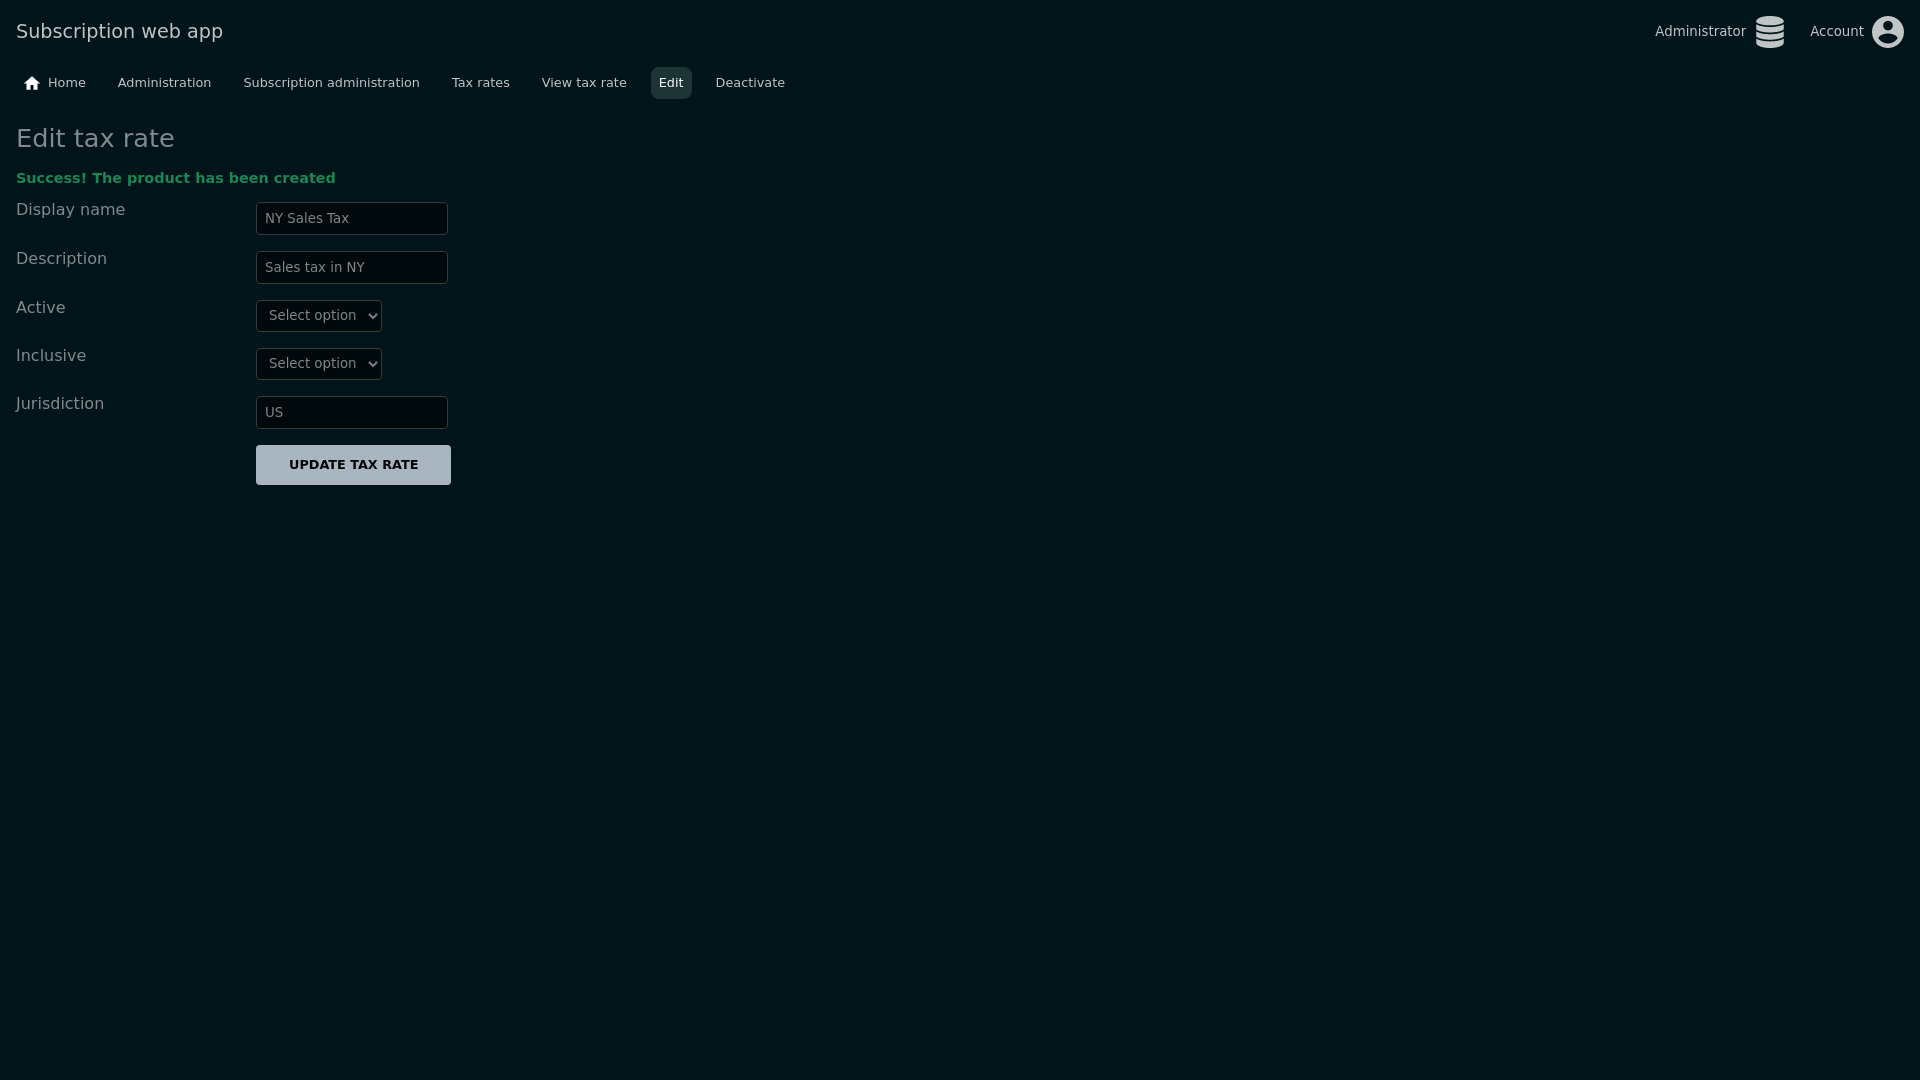 Subscription web app
Administrator
Account
Home
Administration
Subscription administration
Tax rates
View tax rate
Edit
Deactivate
Edit tax rate
Success! The product has been created
Display name
NY Sales Tax
Description
Sales tax in NY
Active
Select option
Inclusive
Select option
Jurisdiction
US
UPDATE TAX RATE